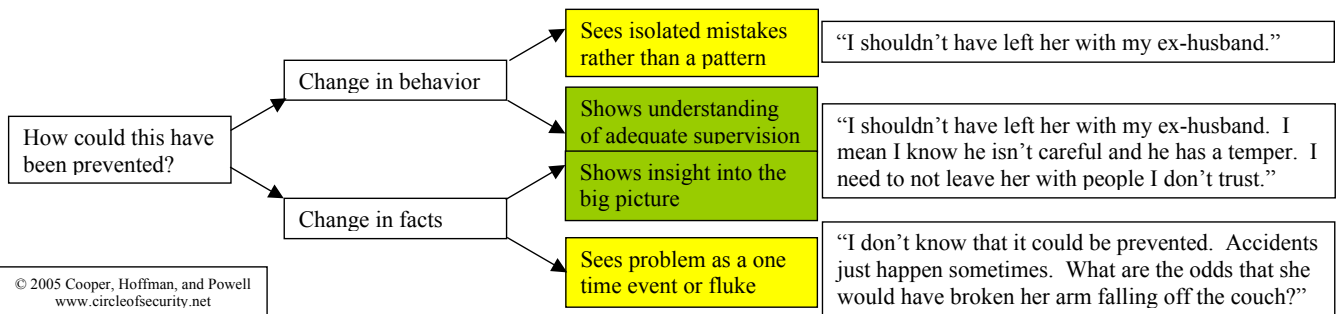 How could this have
been prevented?
Change in behavior
Change in facts
Sees isolated mistakes
rather than a pattern
Shows understanding
of adequate supervision
Shows insight into the
big picture
Sees problem as a one
time event or fluke
“I shouldn’t have left her with my ex-husband.”
“I shouldn’t have left her with my ex-husband.  I
mean I know he isn’t careful and he has a temper.  I
need to not leave her with people I don’t trust.”
“I don’t know that it could be prevented.  Accidents
just happen sometimes.  What are the odds that she
would have broken her arm falling off the couch?”
© 2005 Cooper, Hoffman, and Powell
www.circleofsecurity.net